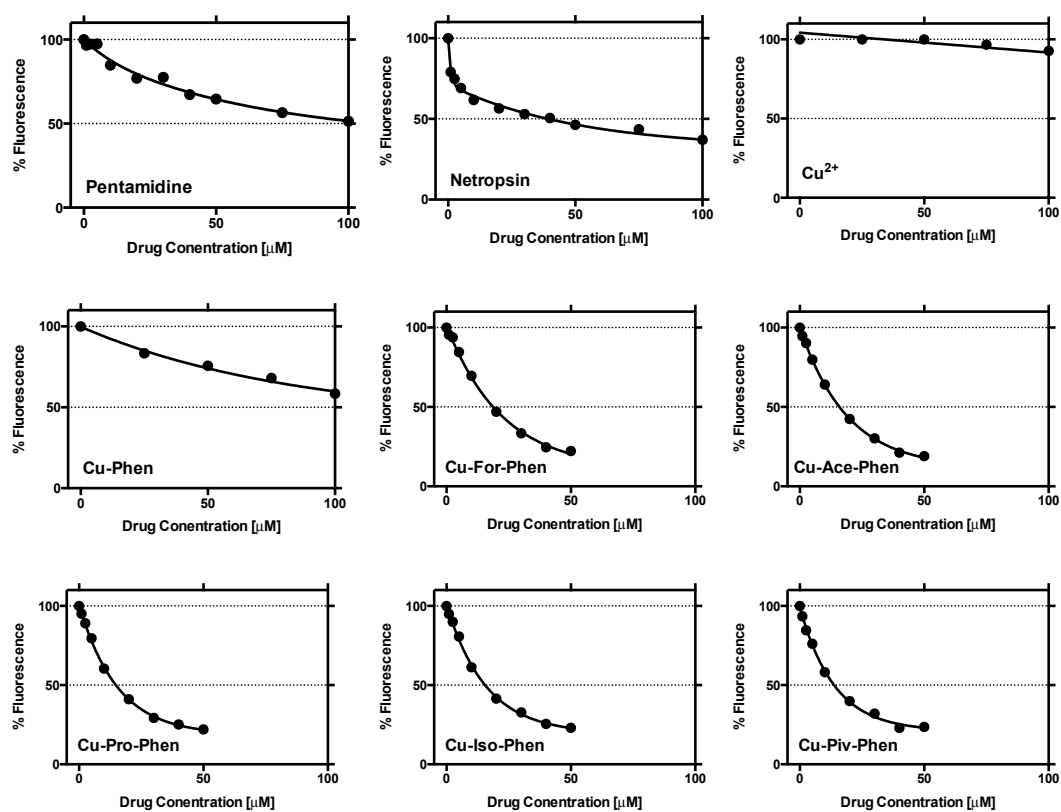 100
50
0
% Fluorescence
Pentamidine
0 50 100
Drug Conentration [μM]
100
50
0
% Fluorescence
Netropsin
0 50 100
Drug Conentration [μM]
100
50
0
% Fluorescence
Cu2+
0 50 100
Drug Conentration [μM]
100
50
0
% Fluorescence
Cu-Phen
0 50 100
Drug Conentration [μM]
100
50
0
% Fluorescence
Cu-For-Phen
0 50 100
Drug Conentration [μM]
100
50
0
% Fluorescence
Cu-Ace-Phen
0 50 100
Drug Conentration [μM]
100
50
0
% Fluorescence
Cu-Pro-Phen
0 50 100
Drug Conentration [μM]
100
50
0
% Fluorescence
Cu-Iso-Phen
0 50 100
Drug Conentration [μM]
100
50
0
% Fluorescence
Cu-Piv-Phen
0 50 100
Drug Conentration [μM]